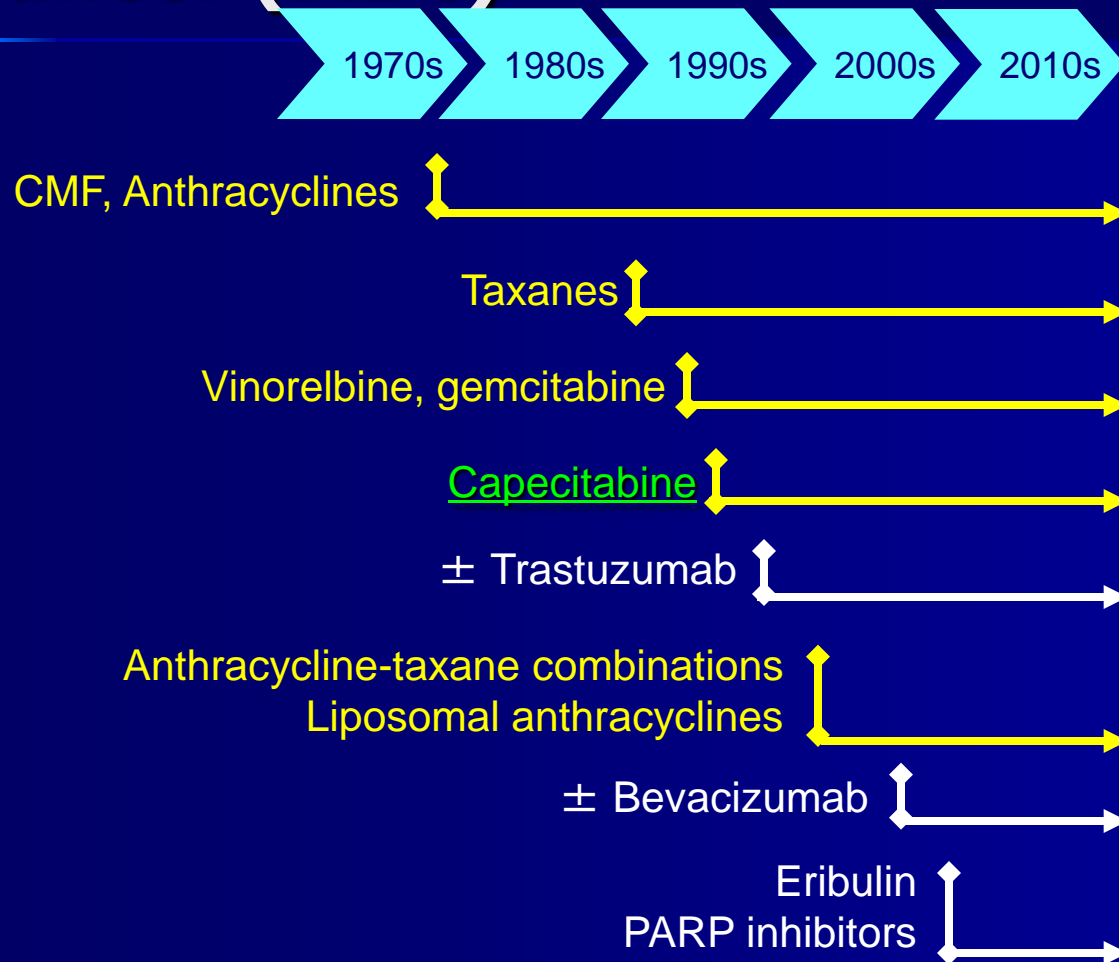 1970s 1980s 1990s 2000s 2010s
CMF, Anthracyclines
Taxanes
Vinorelbine, gemcitabine
Capecitabine
± Trastuzumab
Anthracycline-taxane combinations
Liposomal anthracyclines
± Bevacizumab
Eribulin
PARP inhibitors